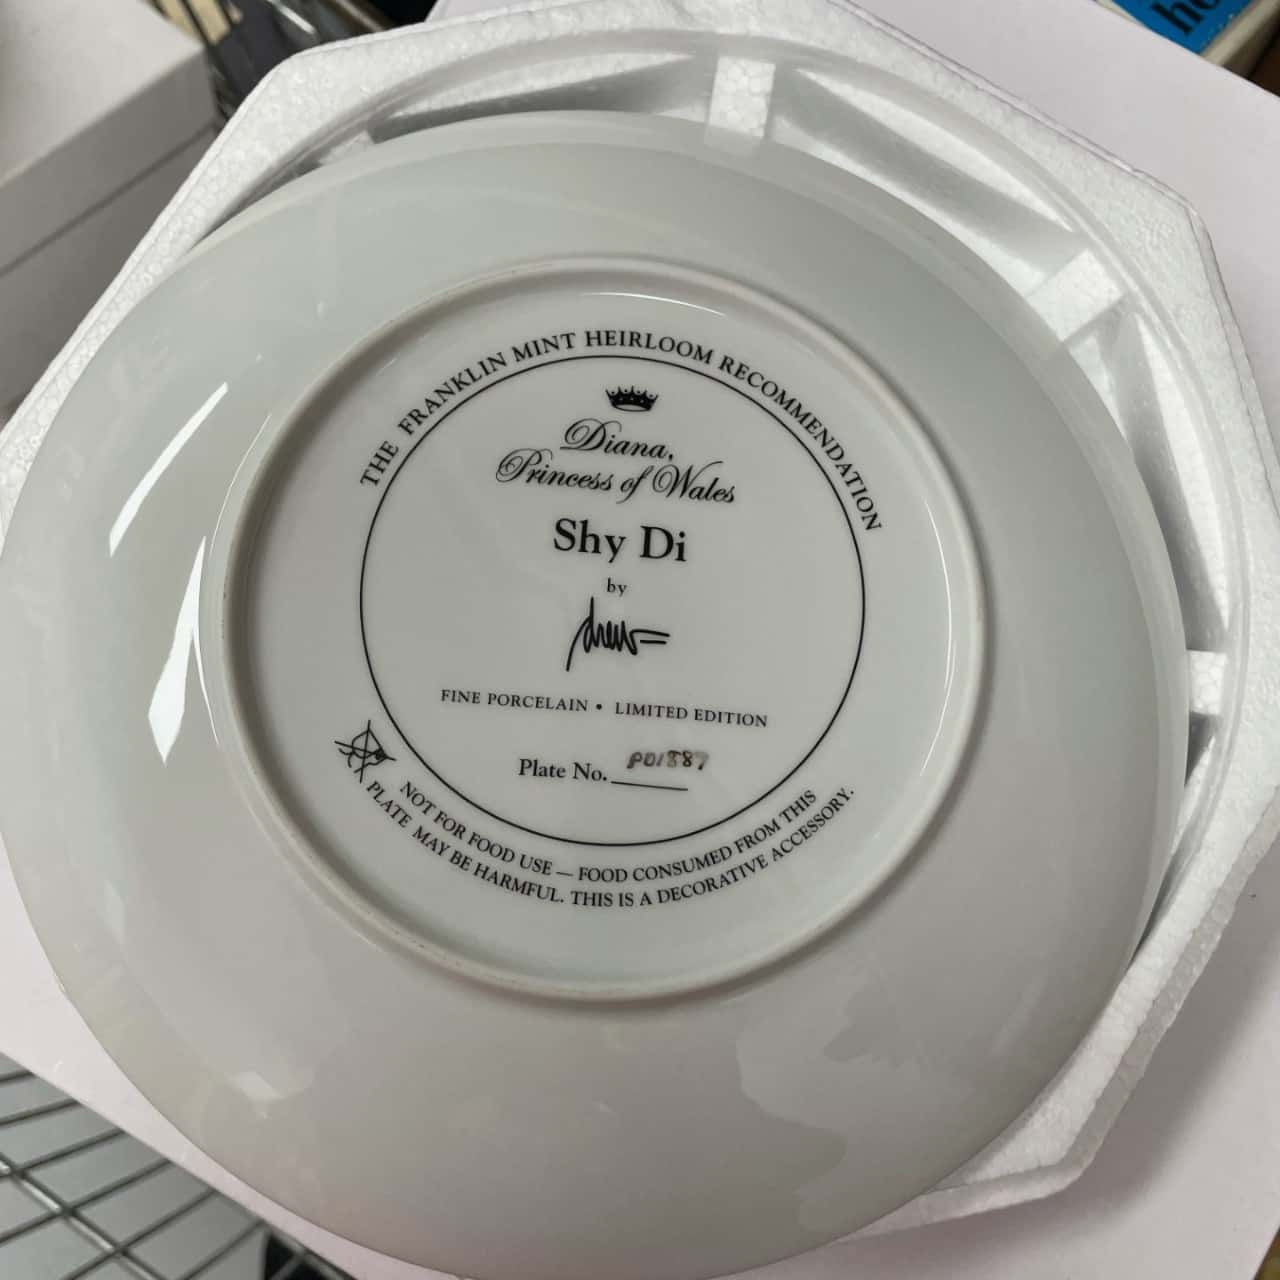 THE FRANKLIN MINT HEIRLOOM RECOMMENDATION
Diana,
Princess of Wales
Shy Di
by
drew
FINE PORCELAIN • LIMITED EDITION
Plate No. P01887
NOT FOR FOOD USE — FOOD CONSUMED FROM THIS
PLATE MAY BE HARMFUL. THIS IS A DECORATIVE ACCESSORY.